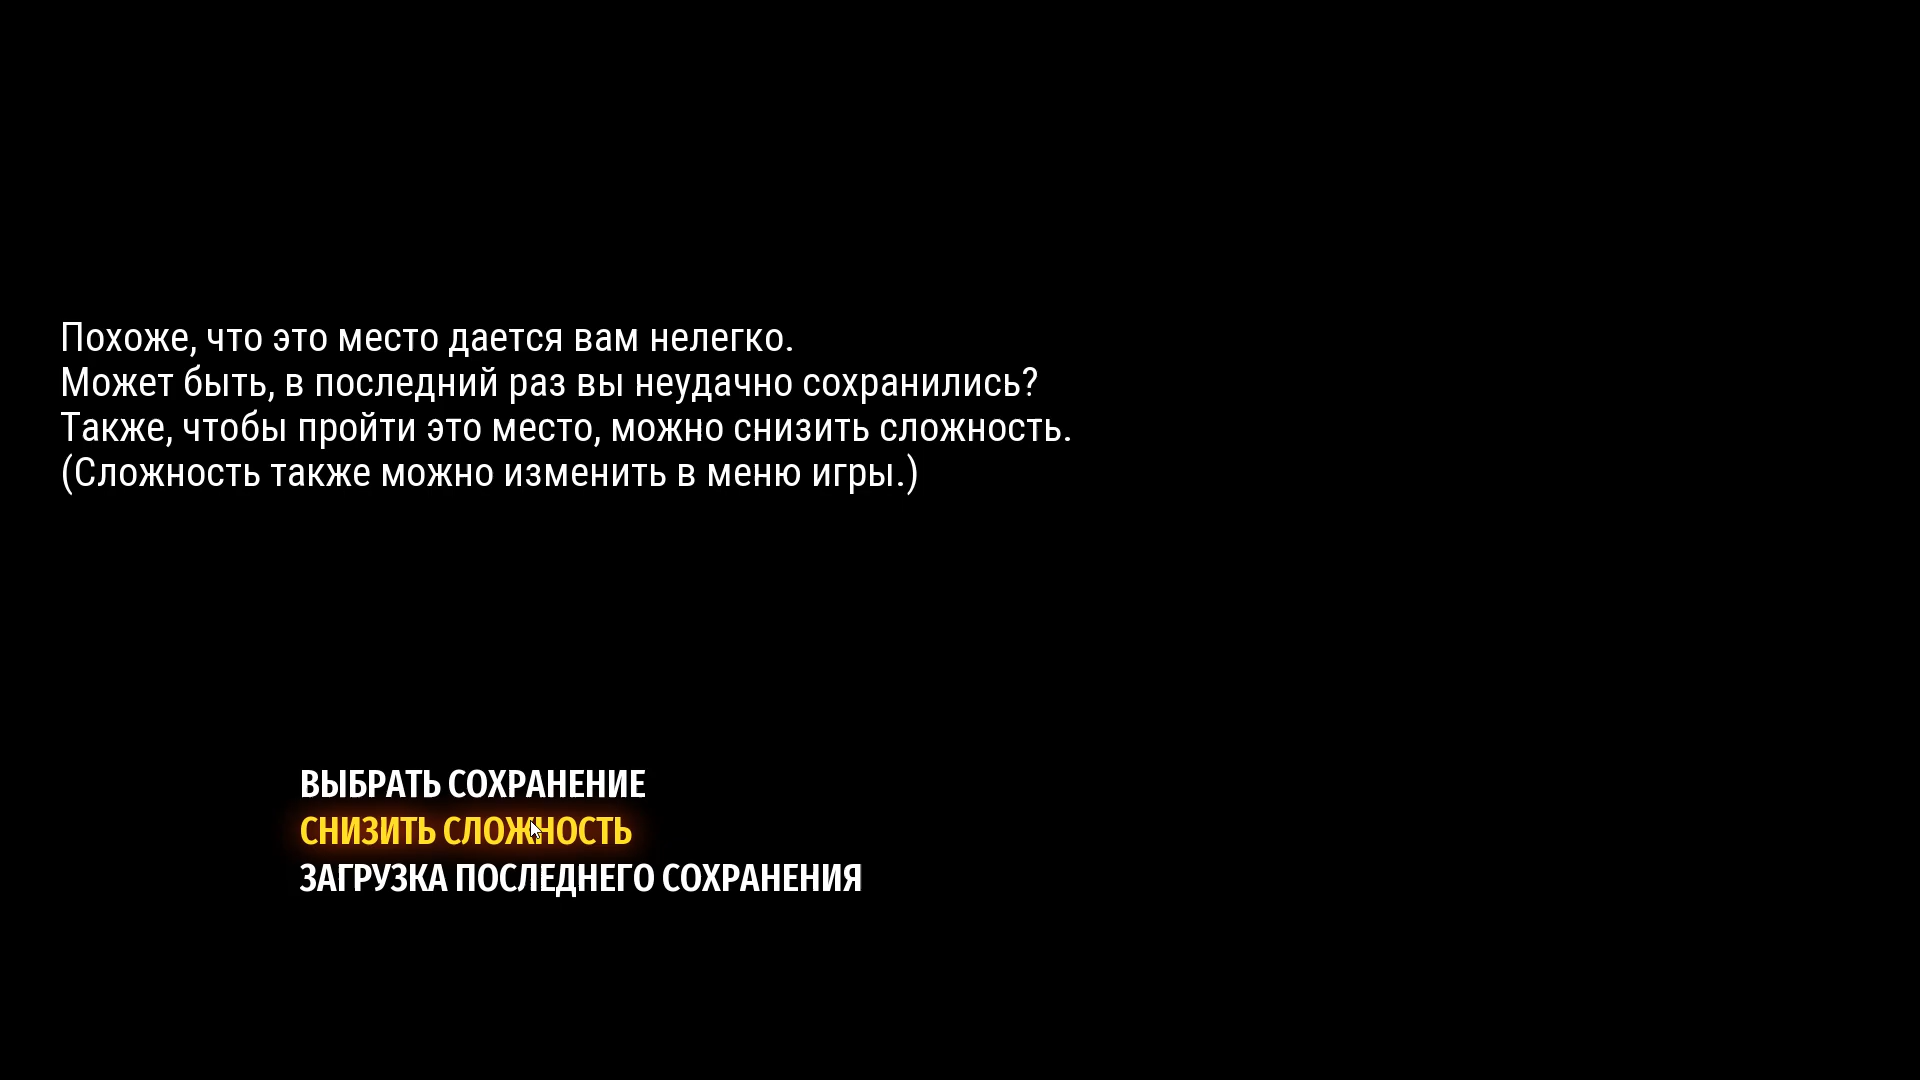 Похоже, что это место дается вам нелегко.
Может быть, в последний раз вы неудачно сохранились?
Также, чтобы пройти это место, можно снизить сложность.
(Сложность также можно изменить в меню игры.)
ВЫБРАТЬ СОХРАНЕНИЕ
СНИЗИТЬ СЛОЖНОСТЬ
ЗАГРУЗКА ПОСЛЕДНЕГО СОХРАНЕНИЯ